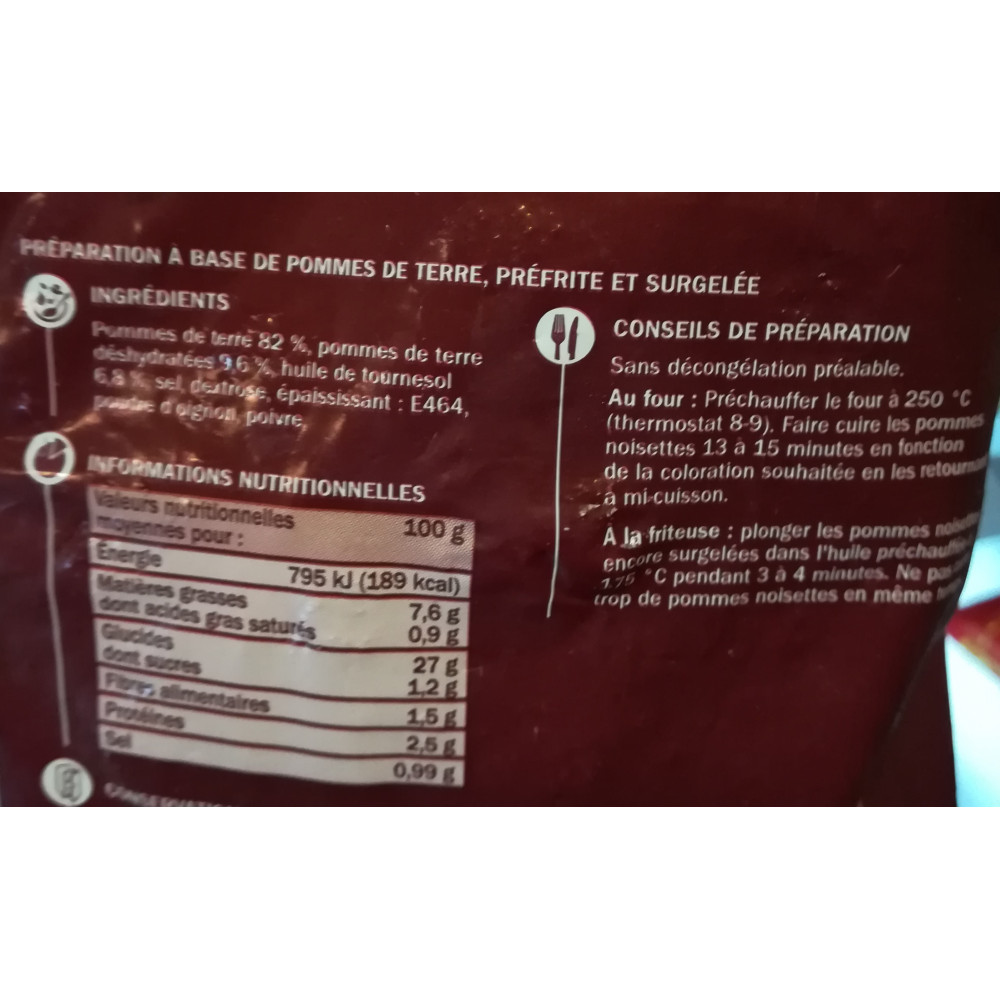 PRÉPARATION À BASE DE POMMES DE TERRE, PRÉFRITE ET SURGELÉE
INGRÉDIENTS
Pommes de terre 82 %, pommes de terre
déshydratées 9,6 %, huile de tournesol
6,8 %, sel, dextrose, épaississant : E464,
poudre d'oignon, poivre.
INFORMATIONS NUTRITIONNELLES
Valeurs nutritionnelles
moyennes pour : 100 g
Énergie 795 kJ (189 kcal)
Matières grasses 7,6 g
dont acides gras saturés 0,9 g
Glucides 27 g
dont sucres 1,2 g
Fibres alimentaires 1,5 g
Protéines 2,5 g
Sel 0,99 g
CONSEILS DE PRÉPARATION
Sans décongélation préalable.
Au four : Préchauffer le four à 250 °C
(thermostat 8-9). Faire cuire les pommes
noisettes 13 à 15 minutes en fonction
de la coloration souhaitée en les
à mi-cuisson.
À la friteuse : plonger les pommes
encore surgelées dans l'huile
175 °C pendant 3 à 4 minutes. Ne pas
trop de pommes noisettes en même